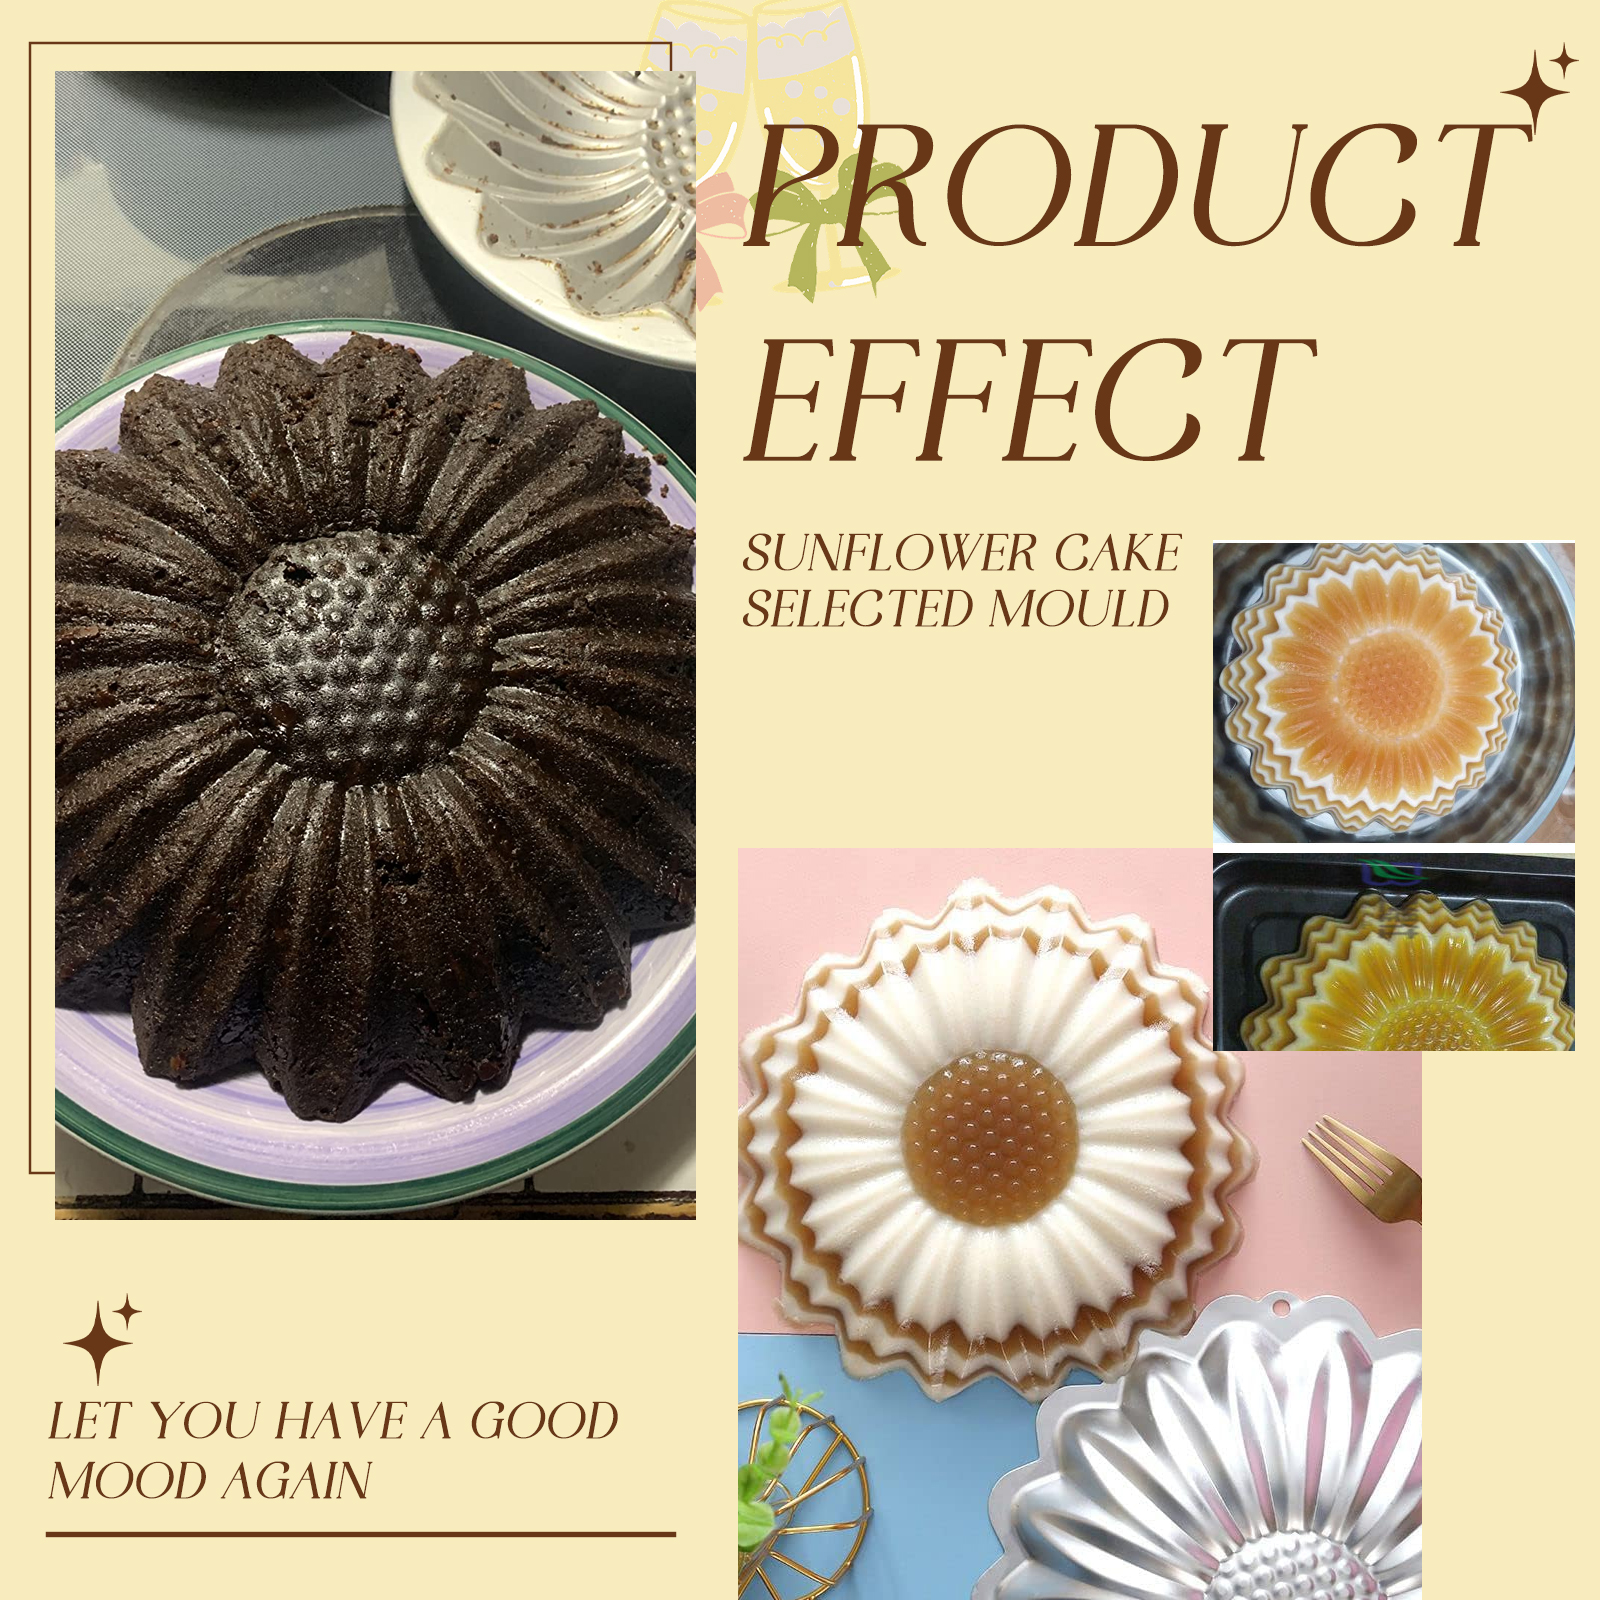 PRODUCT
EFFECT
SUNFLOWER CAKE
SELECTED MOULD
LET YOU HAVE A GOOD
MOOD AGAIN